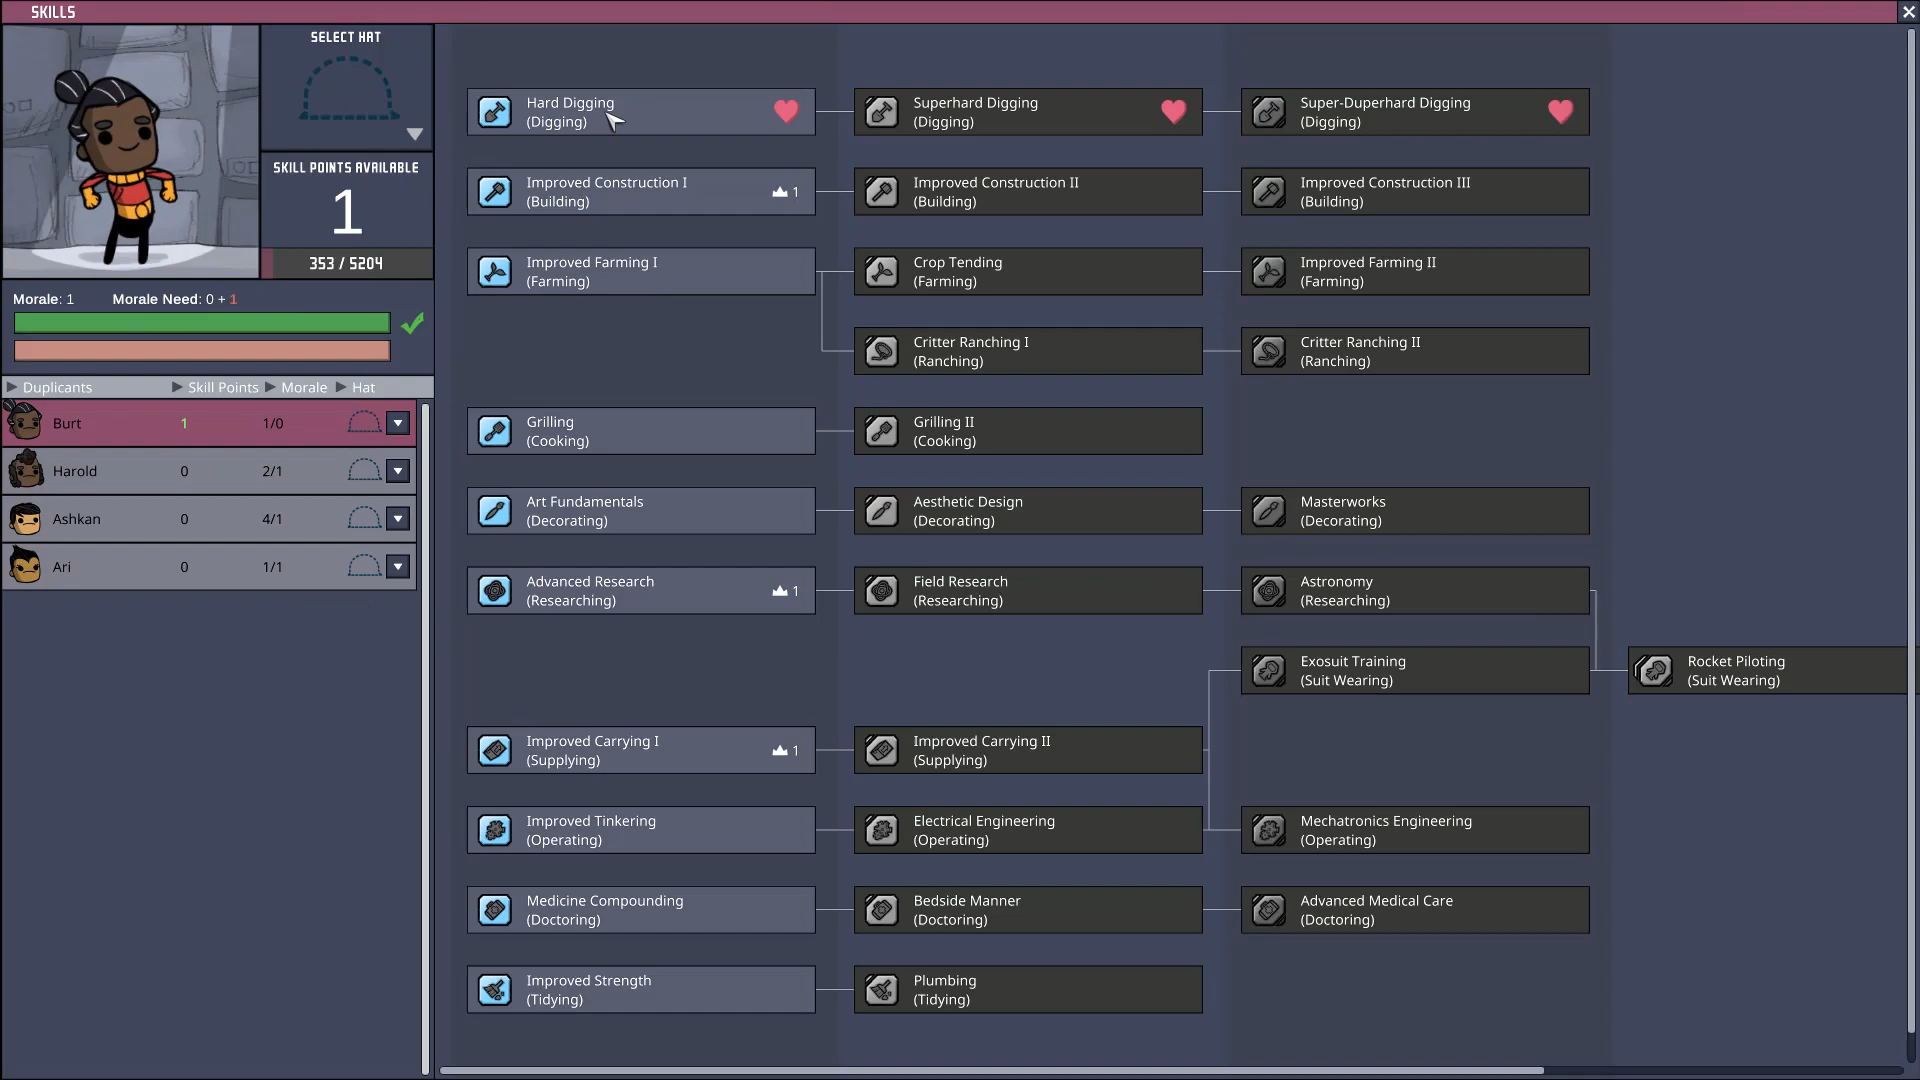 SKILLS
SELECT HAT
SKILL POINTS AVAILABLE
1
353 / 5204
Morale: 1 Morale Need: 0 + 1
Duplicants Skill Points Morale Hat
Burt 1 1/0
Harold 0 2/1
Ashkan 0 4/1
Ari 0 1/1
Hard Digging
(Digging)
Superhard Digging
(Digging)
Super-Duperhard Digging
(Digging)
Improved Construction I
(Building)
1
Improved Construction II
(Building)
Improved Construction III
(Building)
Improved Farming I
(Farming)
Crop Tending
(Farming)
Improved Farming II
(Farming)
Critter Ranching I
(Ranching)
Critter Ranching II
(Ranching)
Grilling
(Cooking)
Grilling II
(Cooking)
Art Fundamentals
(Decorating)
Aesthetic Design
(Decorating)
Masterworks
(Decorating)
Advanced Research
(Researching)
1
Field Research
(Researching)
Astronomy
(Researching)
Exosuit Training
(Suit Wearing)
Rocket Piloting
(Suit Wearing)
Improved Carrying I
(Supplying)
1
Improved Carrying II
(Supplying)
Improved Tinkering
(Operating)
Electrical Engineering
(Operating)
Mechatronics Engineering
(Operating)
Medicine Compounding
(Doctoring)
Bedside Manner
(Doctoring)
Advanced Medical Care
(Doctoring)
Improved Strength
(Tidying)
Plumbing
(Tidying)